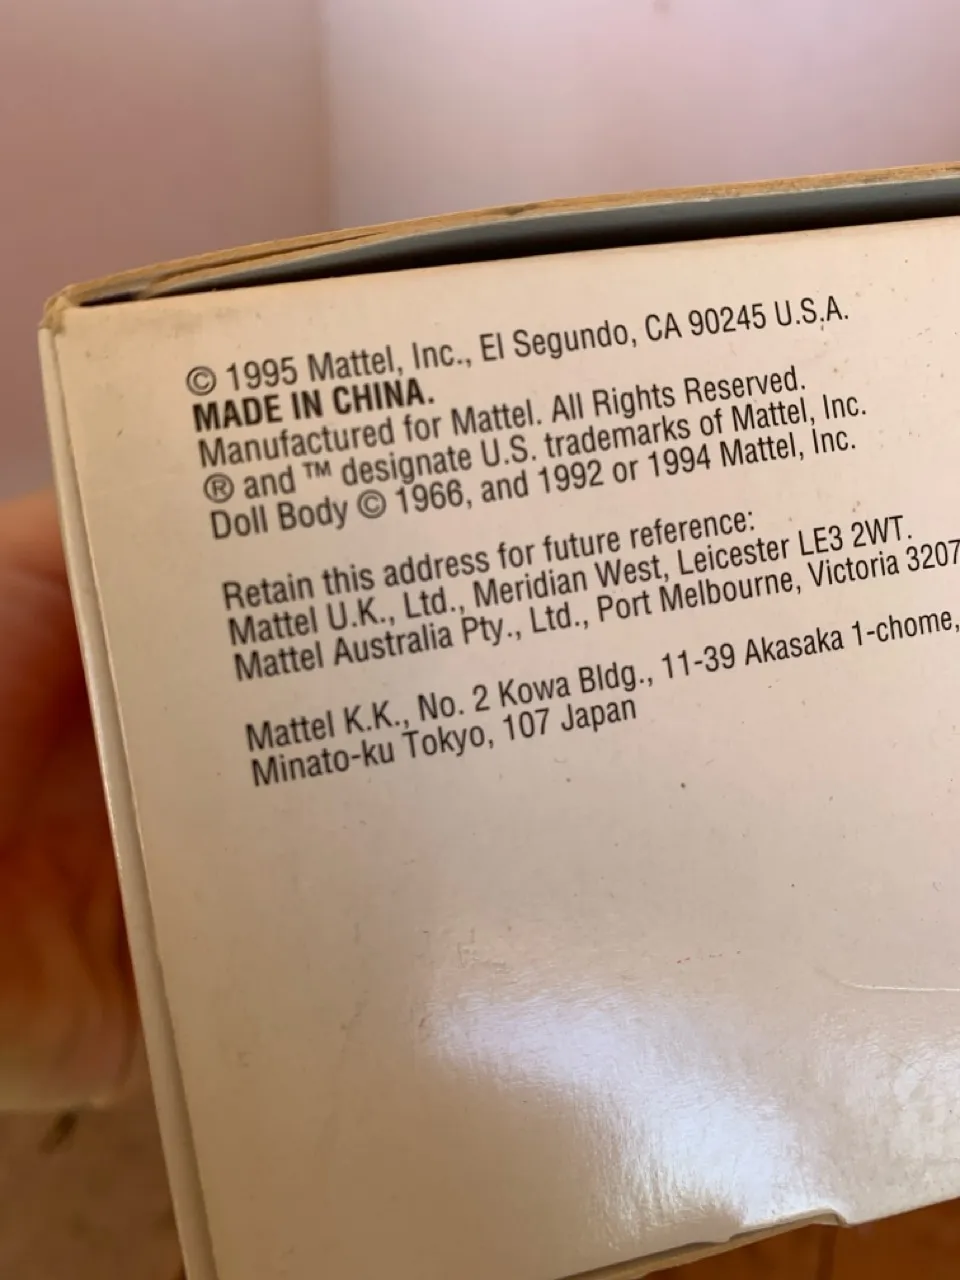 © 1995 Mattel, Inc., El Segundo, CA 90245 U.S.A.
MADE IN CHINA.
Manufactured for Mattel. All Rights Reserved.
® and ™ designate U.S. trademarks of Mattel, Inc.
Doll Body © 1966, and 1992 or 1994 Mattel, Inc.
Retain this address for future reference:
Mattel U.K., Ltd., Meridian West, Leicester LE3 2WT.
Mattel Australia Pty., Ltd., Port Melbourne, Victoria 3207
Mattel K.K., No. 2 Kowa Bldg., 11-39 Akasaka 1-chome,
Minato-ku Tokyo, 107 Japan